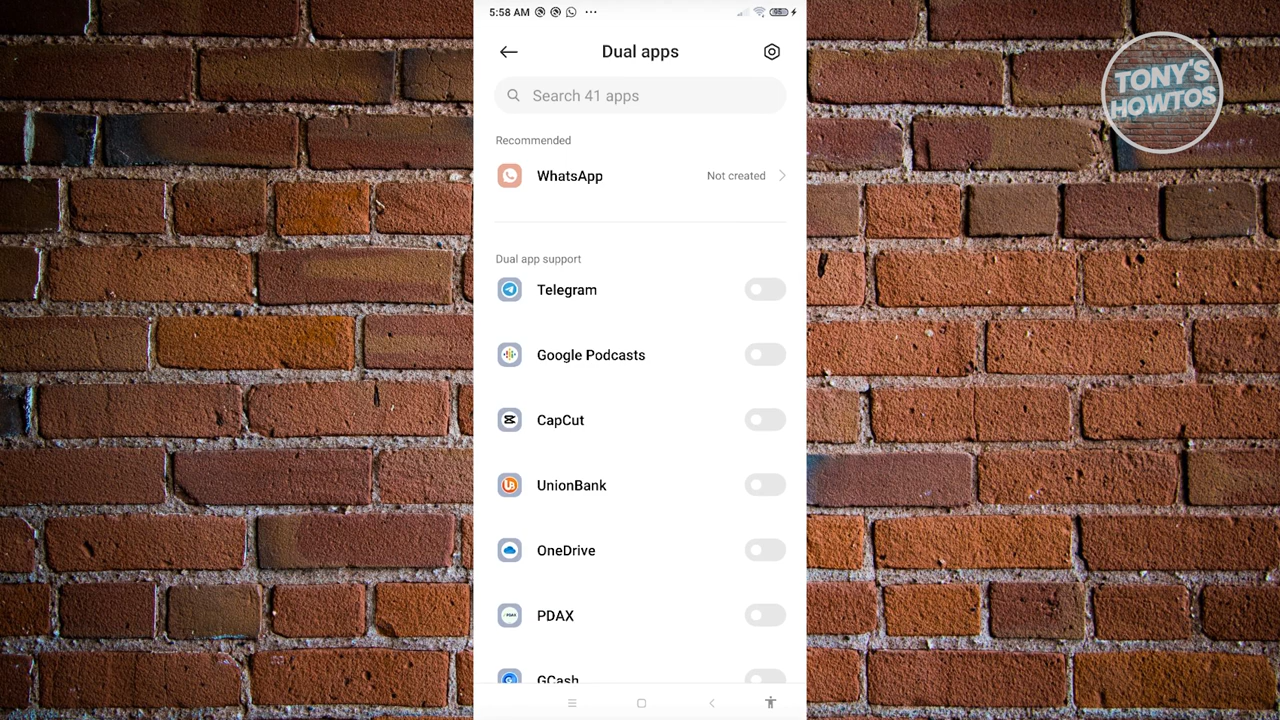 5:58 AM
Dual apps
Search 41 apps
Recommended
WhatsApp
Not created
Dual app support
Telegram
Google Podcasts
CapCut
UnionBank
OneDrive
PDAX
GCash
TONY'S
HOWTOS